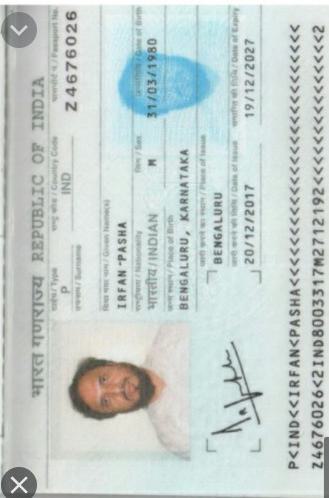 भारत गणराज्य REPUBLIC OF INDIA
टाईप / Type
राष्ट्र कोड / Country Code
पासपोर्ट नं. / Passport No.
P
IND
Z4676026
उपनाम / Surname
दिया गया नाम / Given Name(s)
IRFAN PASHA
राष्ट्रीयता / Nationality
लिंग / Sex
जन्मतिथि / Date of Birth
भारतीय / INDIAN
M
31/03/1980
जन्म स्थान / Place of Birth
BENGALURU, KARNATAKA
जारी करने का स्थान / Place of Issue
BENGALURU
जारी करने की तिथि / Date of Issue
समाप्ति की तिथि / Date of Expiry
20/12/2017
19/12/2027
P<IND<<IRFAN<PASHA<<<<<<<<<<<<<<<<<<<<<<<<<<
Z4676026<2IND8003317M2712192<<<<<<<<<<<<<<<2